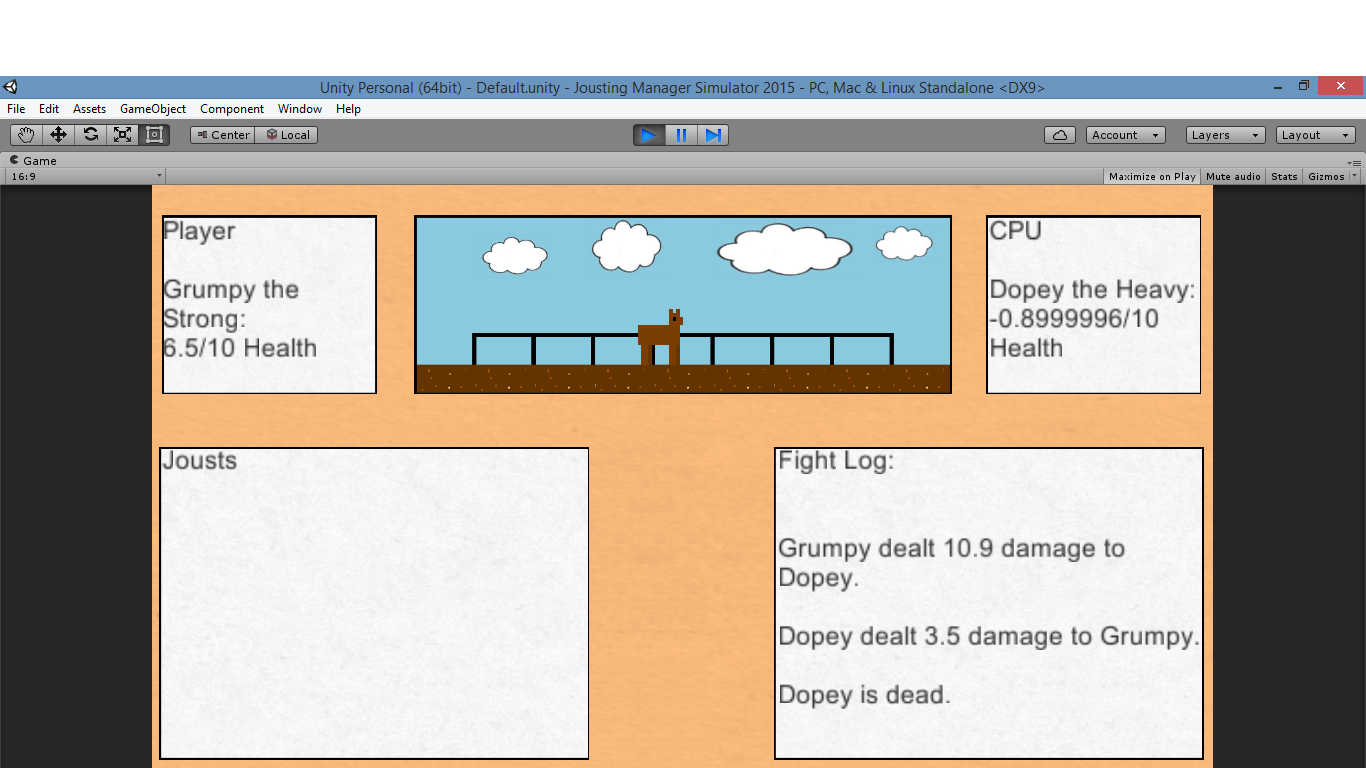 Unity Personal (64bit) - Default.unity - Jousting Manager Simulator 2015 - PC, Mac & Linux Standalone <DX9>
File Edit Assets GameObject Component Window Help
Center Local Account Layers Layout
Game
16:9 Maximize on Play Mute audio Stats Gizmos
Player
Grumpy the
Strong:
6.5/10 Health
CPU
Dopey the Heavy:
-0.8999996/10
Health
Jousts
Fight Log:
Grumpy dealt 10.9 damage to
Dopey.
Dopey dealt 3.5 damage to Grumpy.
Dopey is dead.